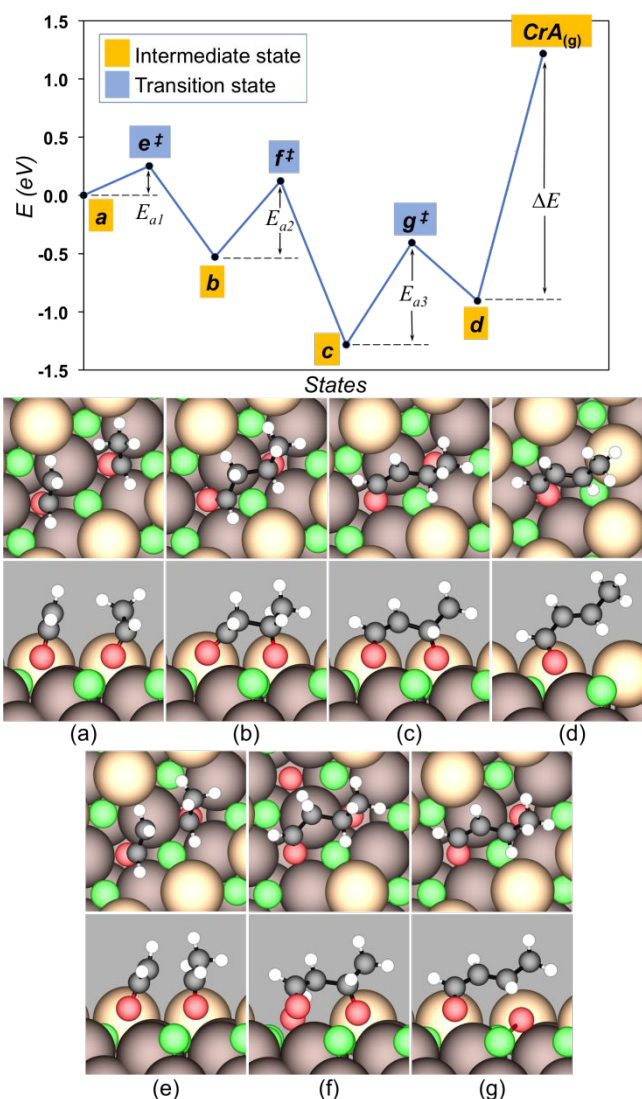 1.5
1.0
0.5
0.0
-0.5
-1.0
-1.5
E (eV)
States
Intermediate state
Transition state
CrA(g)
e‡
f‡
a
Ea1
Ea2
ΔE
b
g‡
Ea3
d
c
(a) (b) (c) (d)
(e) (f) (g)